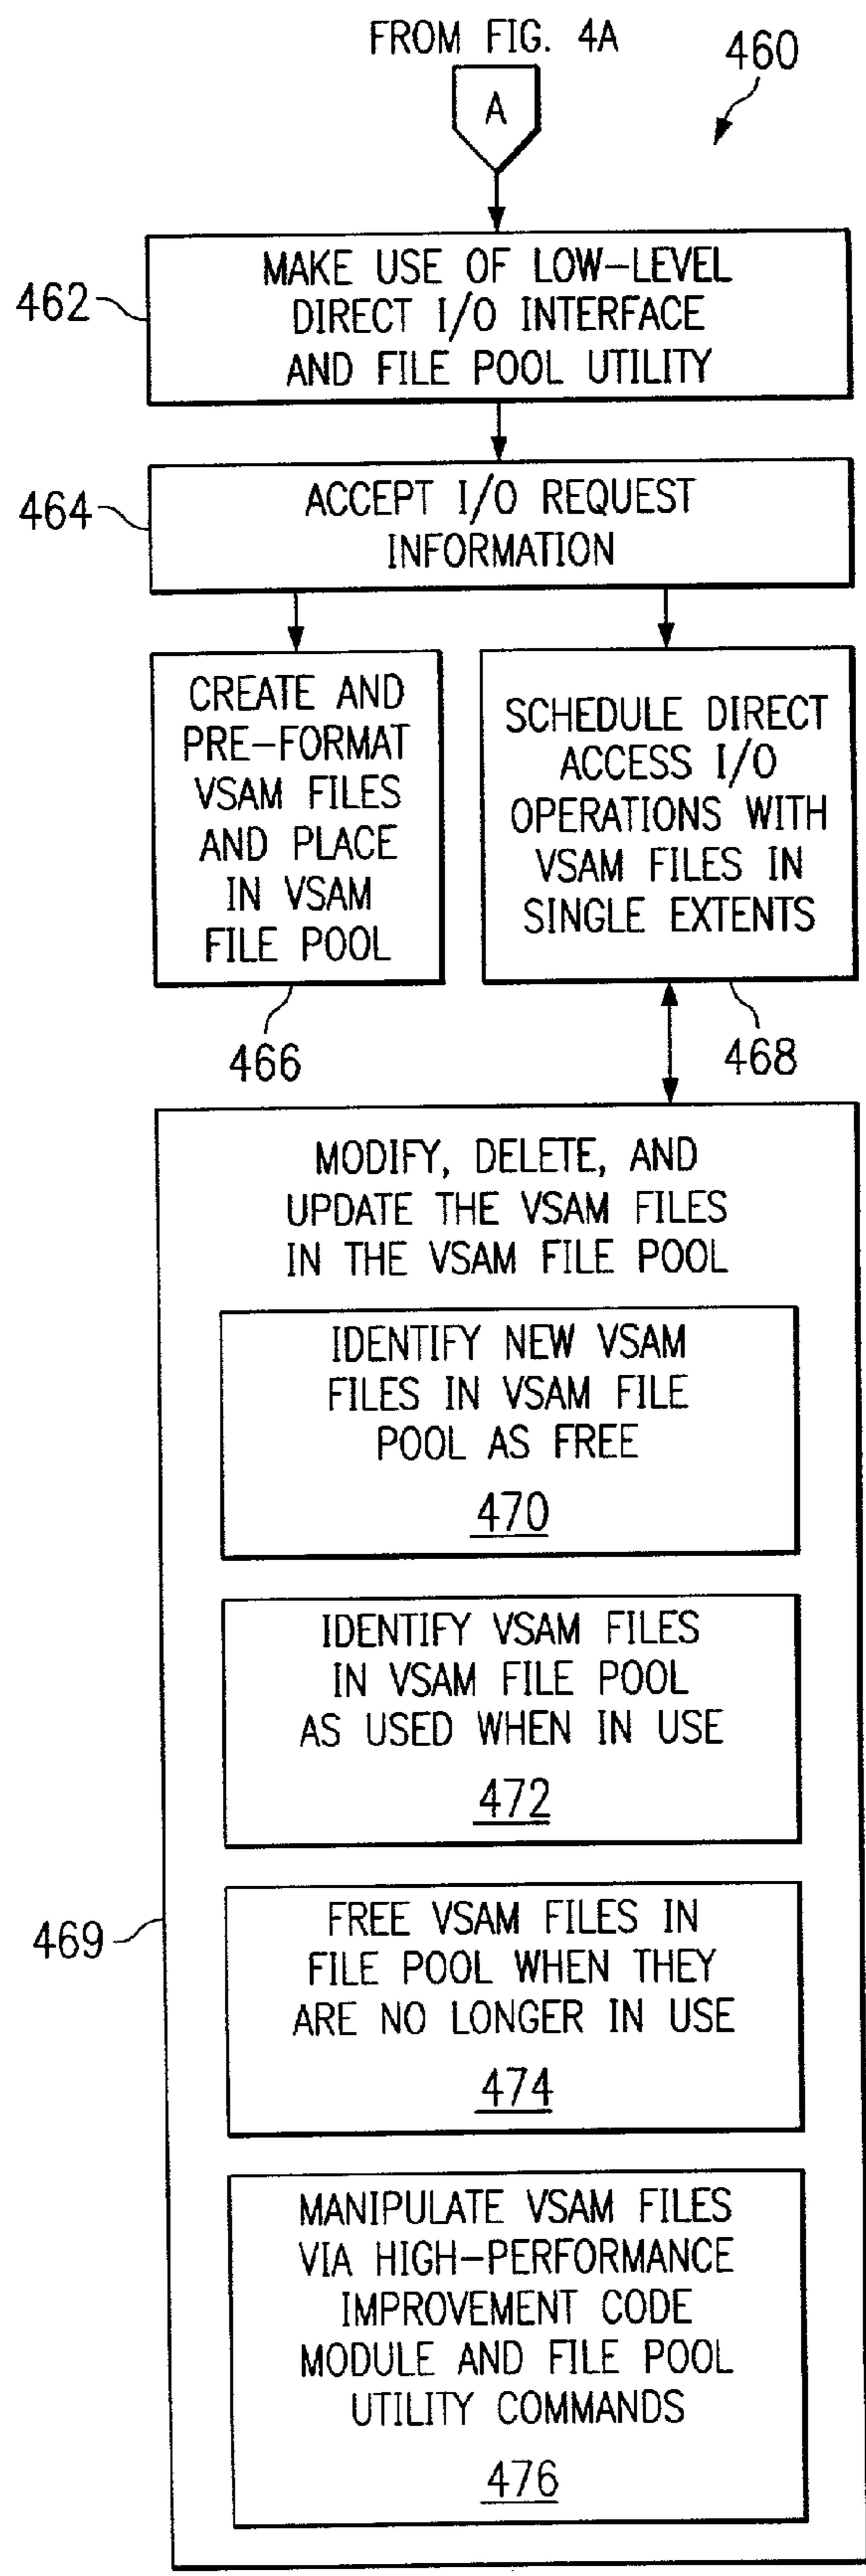 FROM FIG. 4A
460
A
462
MAKE USE OF LOW-LEVEL
DIRECT I/O INTERFACE
AND FILE POOL UTILITY
464
ACCEPT I/O REQUEST
INFORMATION
CREATE AND
PRE-FORMAT
VSAM FILES
AND PLACE
IN VSAM
FILE POOL
466
SCHEDULE DIRECT
ACCESS I/O
OPERATIONS WITH
VSAM FILES IN
SINGLE EXTENTS
468
MODIFY, DELETE, AND
UPDATE THE VSAM FILES
IN THE VSAM FILE POOL
IDENTIFY NEW VSAM
FILES IN VSAM FILE
POOL AS FREE
470
IDENTIFY VSAM FILES
IN VSAM FILE POOL
AS USED WHEN IN USE
472
469
FREE VSAM FILES IN
FILE POOL WHEN THEY
ARE NO LONGER IN USE
474
MANIPULATE VSAM FILES
VIA HIGH-PERFORMANCE
IMPROVEMENT CODE
MODULE AND FILE POOL
UTILITY COMMANDS
476